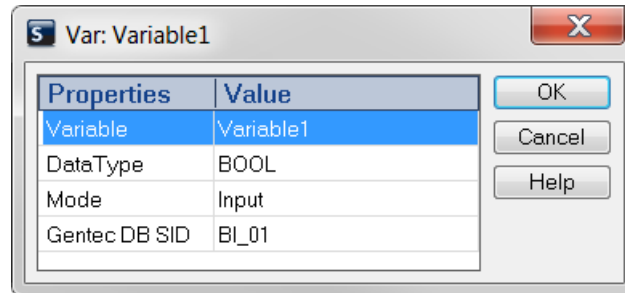 S Var: Variable1
Properties Value OK
Variable Variable1 Cancel
DataType BOOL Help
Mode Input
Gentec DB SID BI_01